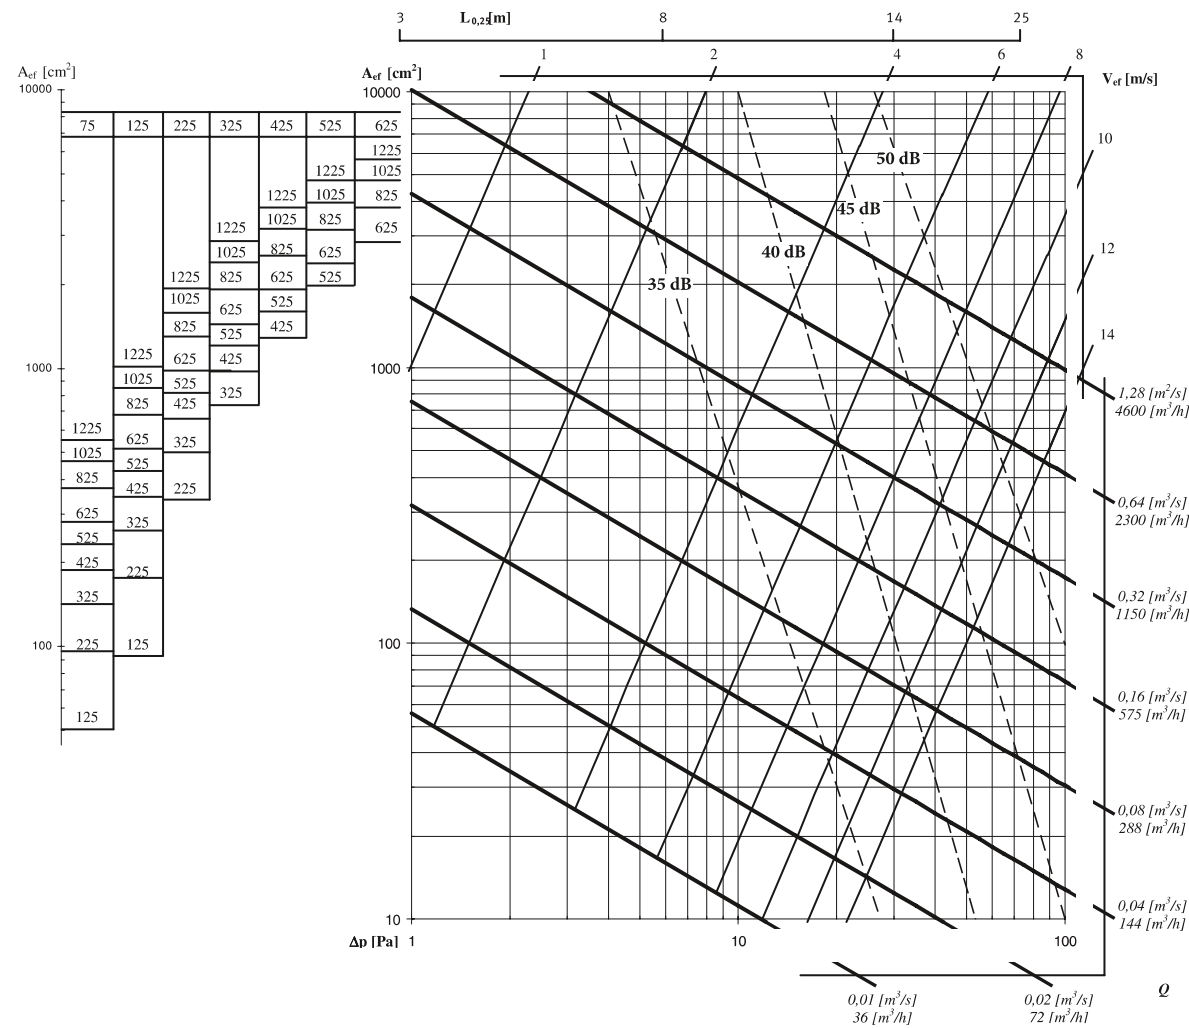 3 L0,25[m] 8 14 25
1 2 4 6 8
Aef [cm2] Aef [cm2] Vef [m/s]
10000 10000
75 125 225 325 425 525 625
10
1225
1225 1025
50 dB
1225 1025 825
45 dB
1225 1025 825 625
40 dB
12
1025 825 625
1225 825 625 525
35 dB
1025 625 525
825 525 425
14
1225 625 425
1000 1000
1025 525 325
825 425
1,28 [m2/s]
4600 [m3/h]
1225 625 325
1025 525
825 425 225
0,64 [m3/s]
2300 [m3/h]
625 325
525
425 225
325
0,32 [m3/s]
1150 [m3/h]
225 125
100 100
0,16 [m3/s]
575 [m3/h]
125
0,08 [m3/s]
288 [m3/h]
0,04 [m3/s]
144 [m3/h]
10
Δp [Pa] 1 10 100
0,01 [m3/s]
36 [m3/h]
0,02 [m3/s]
72 [m3/h]
Q